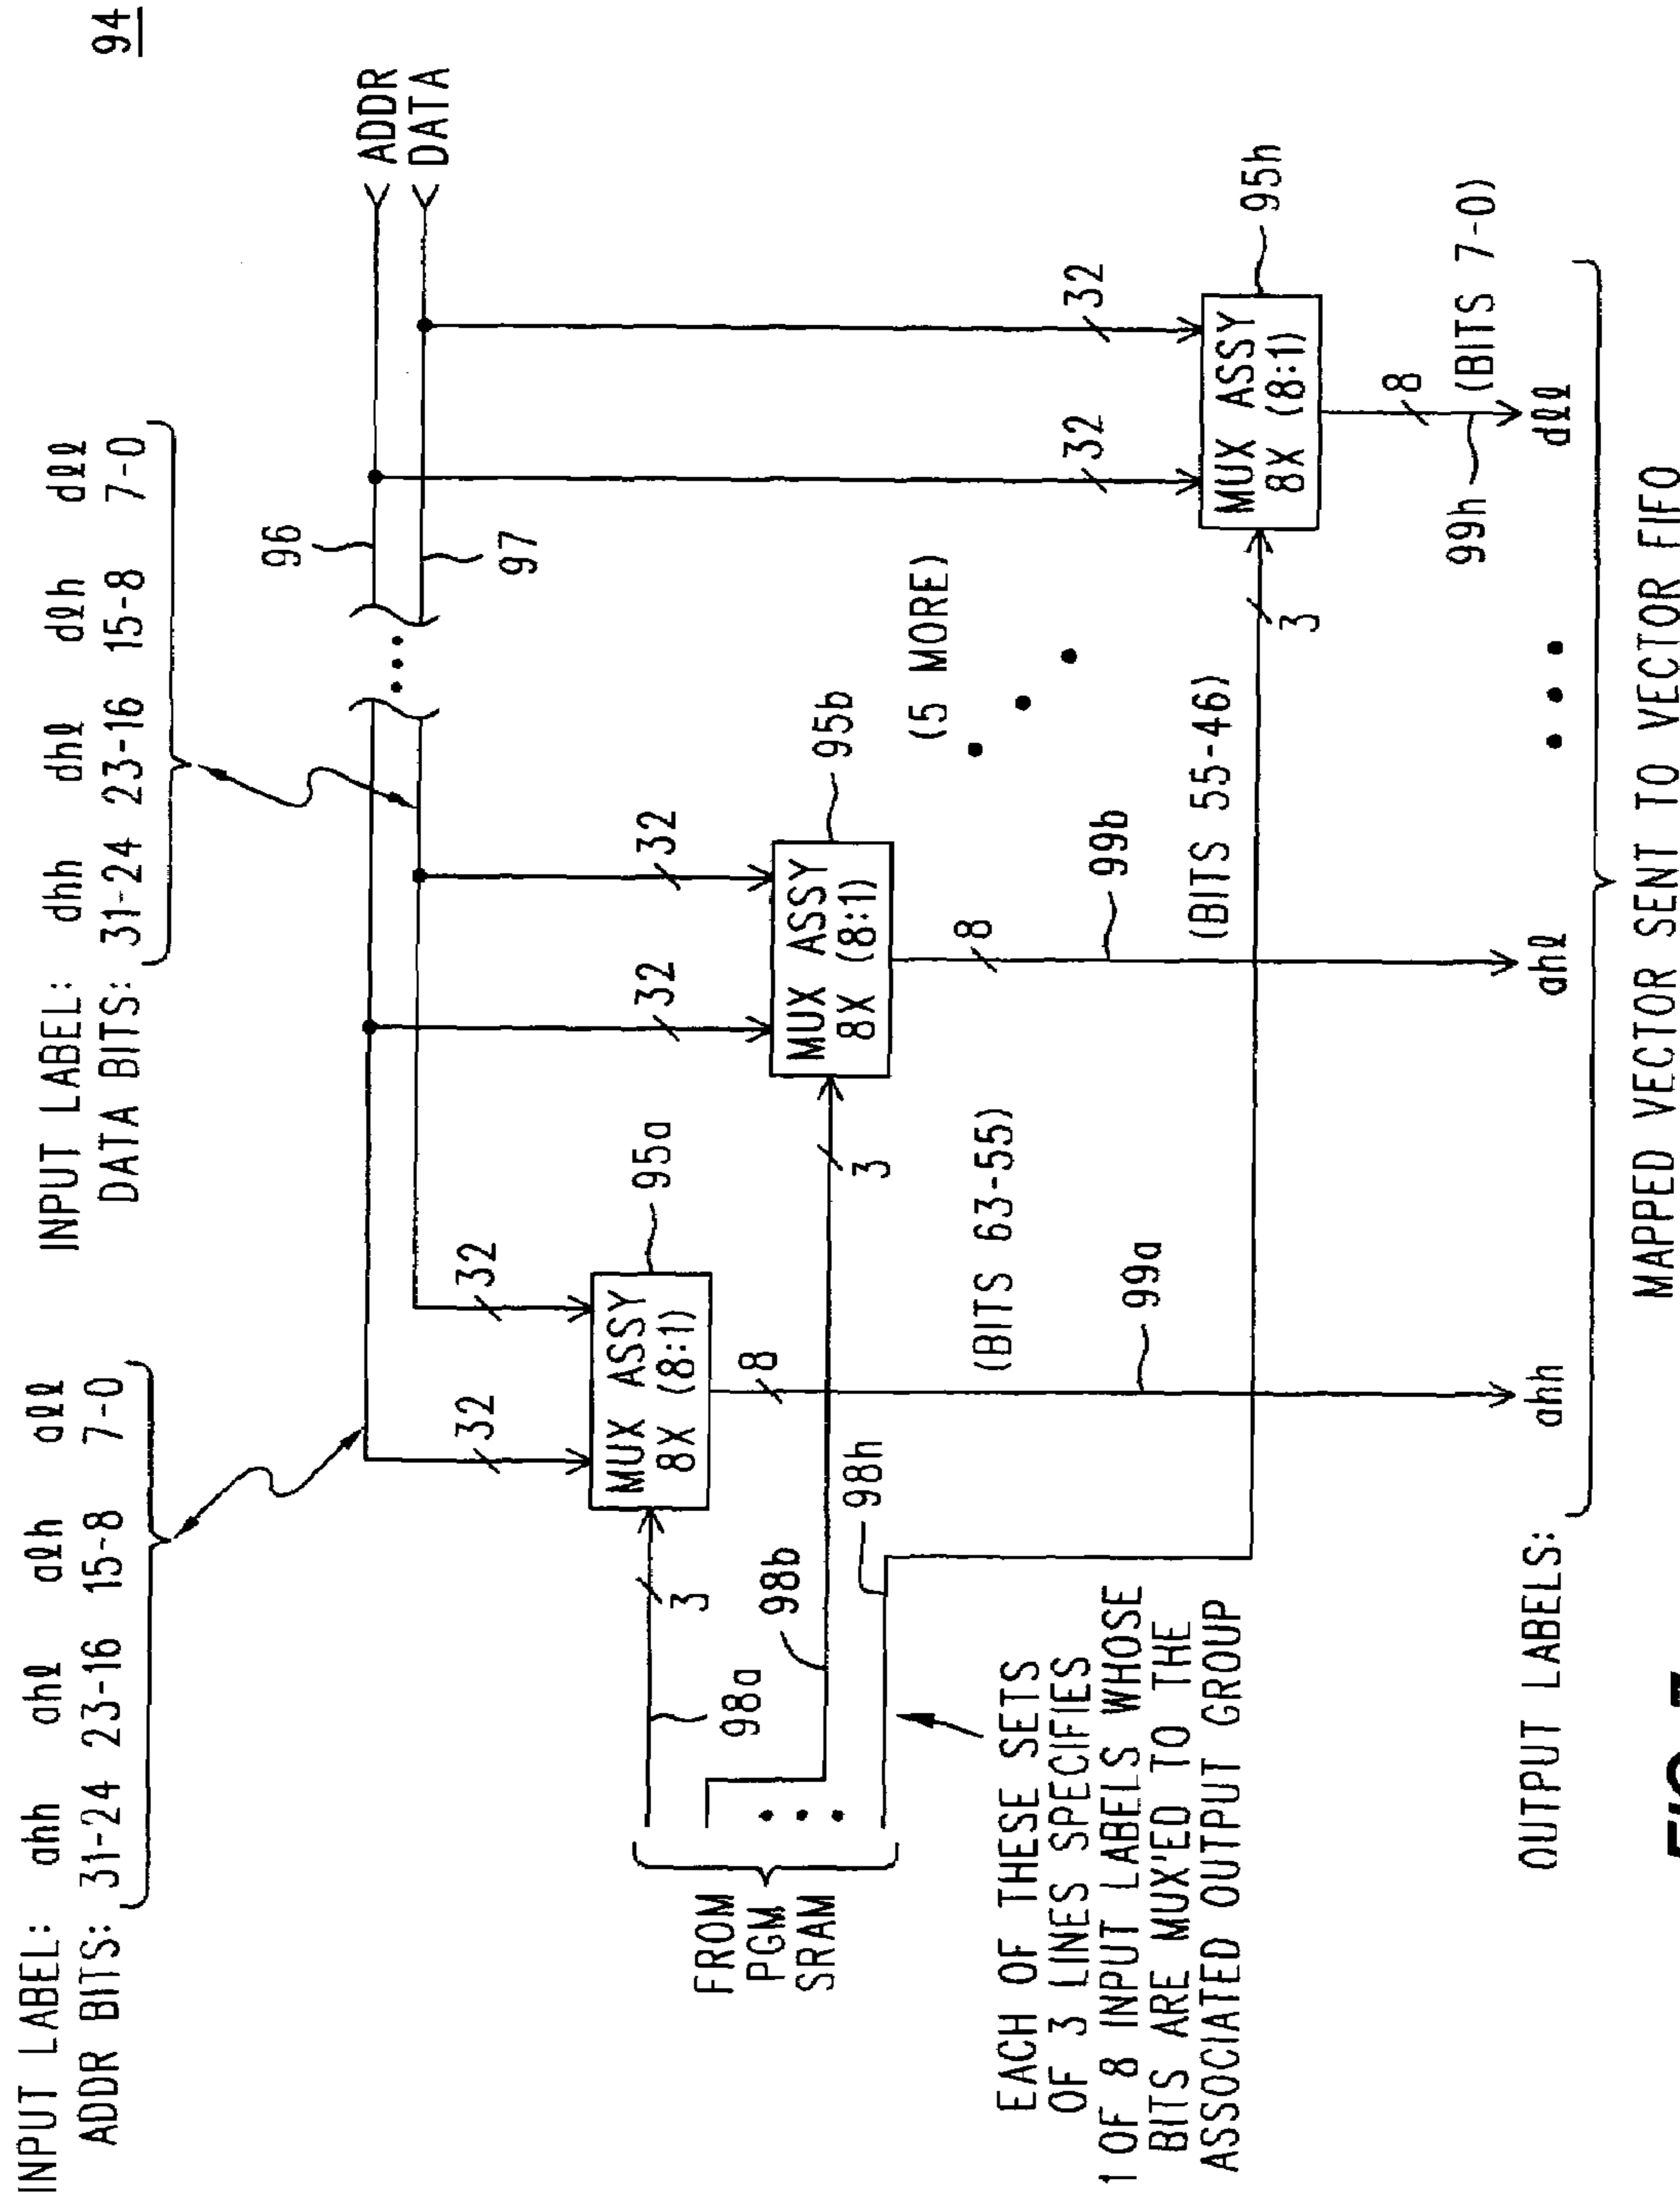 94
INPUT LABEL: ahh ahℓ aℓh aℓℓ
ADDR BITS: 31-24 23-16 15-8 7-0
INPUT LABEL: dhh dhℓ dℓh dℓℓ
DATA BITS: 31-24 23-16 15-8 7-0
96
97
ADDR
DATA
32
32
32
32
32
32
MUX ASSY
8X (8:1)
95a
MUX ASSY
8X (8:1)
95b
MUX ASSY
8X (8:1)
95h
3
98a
3
98b
3
98h
FROM
PGM
SRAM
(5 MORE)
8
8
8
(BITS 63-55)
99a
99b
(BITS 55-46)
99h
(BITS 7-0)
EACH OF THESE SETS
OF 3 LINES SPECIFIES
1 OF 8 INPUT LABELS WHOSE
BITS ARE MUX'ED TO THE
ASSOCIATED OUTPUT GROUP
OUTPUT LABELS: ahh ahℓ • • • dℓℓ
MAPPED VECTOR SENT TO VECTOR FIFO